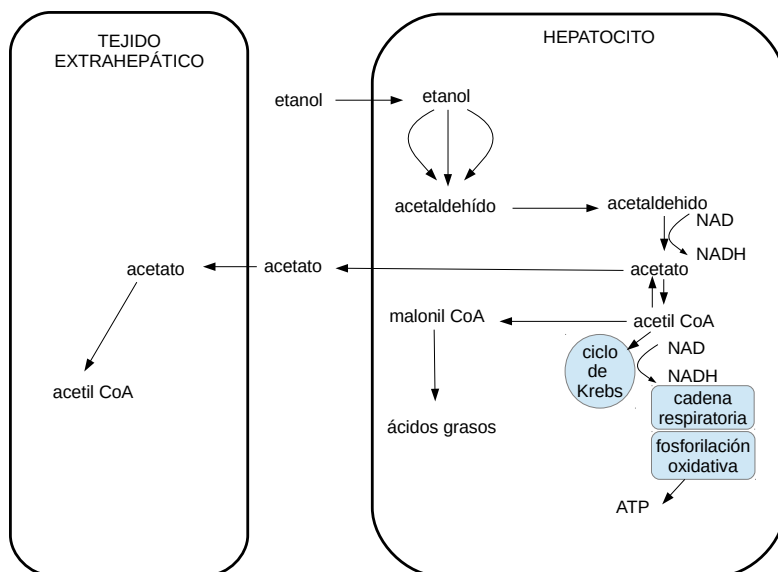 TEJIDO
EXTRAHEPÁTICO
HEPATOCITO
etanol
etanol
acetaldehído
acetaldehido
NAD
NADH
acetato
acetato
acetato
acetil CoA
malonil CoA
acetil CoA
ciclo
de
Krebs
NAD
NADH
cadena
respiratoria
ácidos grasos
fosforilación
oxidativa
ATP